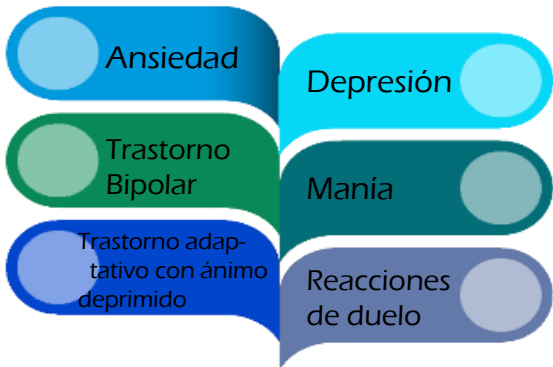 Ansiedad
Depresión
Trastorno
Bipolar
Manía
Trastorno adap-
tativo con ánimo
deprimido
Reacciones
de duelo